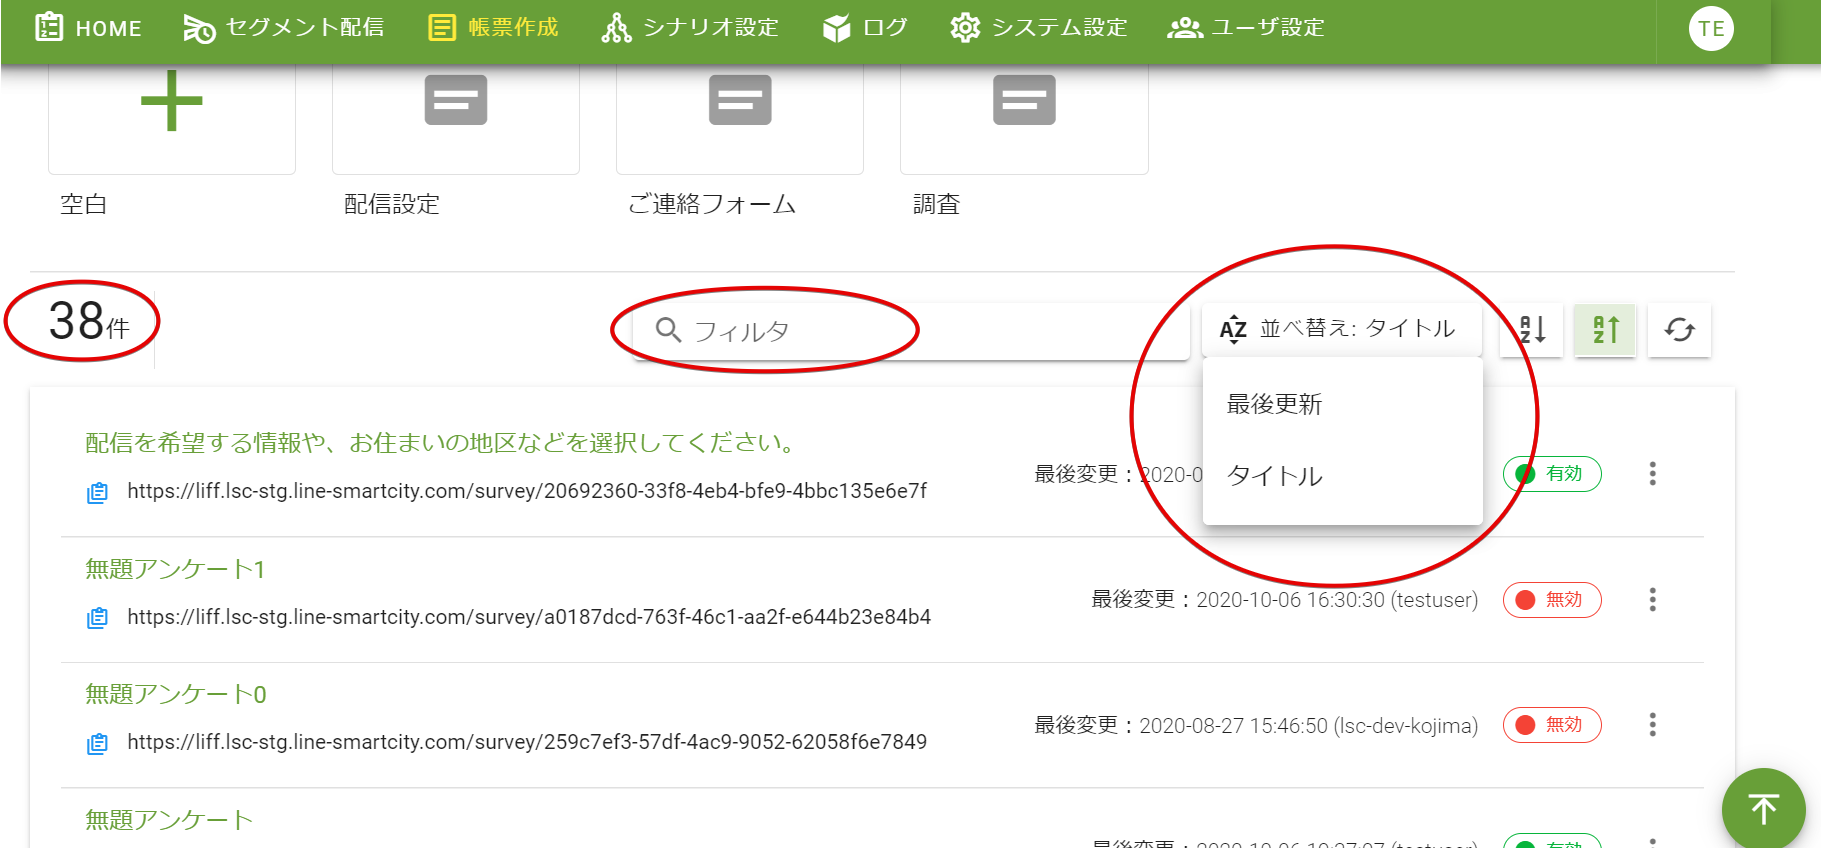 HOME セグメント配信 帳票作成 シナリオ設定 ログ システム設定 ユーザ設定 TE
空白 配信設定 ご連絡フォーム 調査
38件 フィルタ AZ 並べ替え: タイトル AZ AZ
最後更新
タイトル
配信を希望する情報や、お住まいの地区などを選択してください。
https://liff.lsc-stg.line-smartcity.com/survey/20692360-33f8-4eb4-bfe9-4bbc135e6e7f
最後変更：2020-0 有効
無題アンケート1
https://liff.lsc-stg.line-smartcity.com/survey/a0187dcd-763f-46c1-aa2f-e644b23e84b4
最後変更：2020-10-06 16:30:30 (testuser) 無効
無題アンケート0
https://liff.lsc-stg.line-smartcity.com/survey/259c7ef3-57df-4ac9-9052-62058f6e7849
最後変更：2020-08-27 15:46:50 (lsc-dev-kojima) 無効
無題アンケート
最後変更：2020-10-06 有効